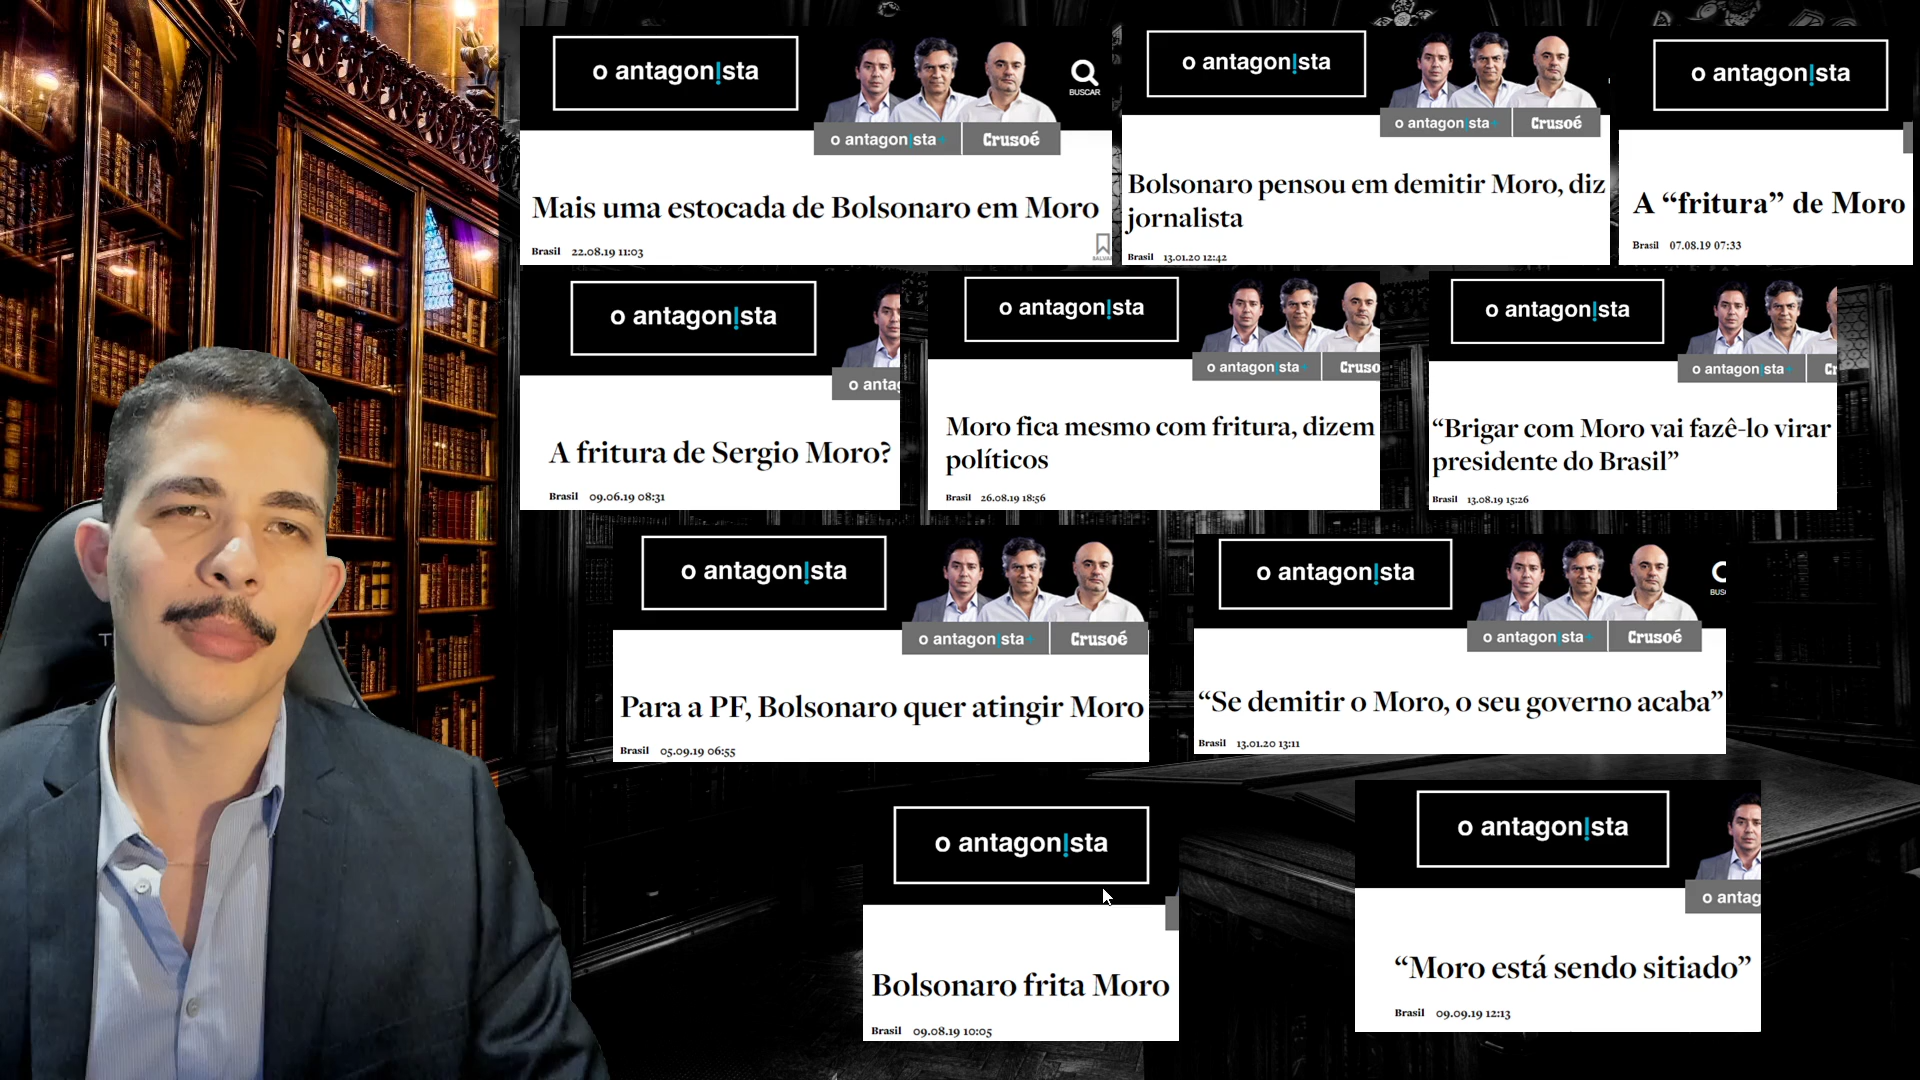 o antagon!sta
BUSCAR
o antagon!sta+
Crusoé
Mais uma estocada de Bolsonaro em Moro
Brasil 22.08.19 11:03
SALVAR
o antagon!sta
o antagon!sta+
Crusoé
Bolsonaro pensou em demitir Moro, diz
jornalista
Brasil 13.01.20 12:42
o antagon!sta
A “fritura” de Moro
Brasil 07.08.19 07:33
o antagon!sta
o antag
A fritura de Sergio Moro?
Brasil 09.06.19 08:31
o antagon!sta
o antagon!sta+
Cruso
Moro fica mesmo com fritura, dizem
políticos
Brasil 26.08.19 18:56
o antagon!sta
o antagon!sta+
Cr
“Brigar com Moro vai fazê-lo virar
presidente do Brasil”
Brasil 13.08.19 15:26
o antagon!sta
o antagon!sta+
Crusoé
Para a PF, Bolsonaro quer atingir Moro
Brasil 05.09.19 06:55
o antagon!sta
BUS
o antagon!sta+
Crusoé
“Se demitir o Moro, o seu governo acaba”
Brasil 13.01.20 13:11
o antagon!sta
Bolsonaro frita Moro
Brasil 09.08.19 10:05
o antagon!sta
o antag
“Moro está sendo sitiado”
Brasil 09.09.19 12:13
T